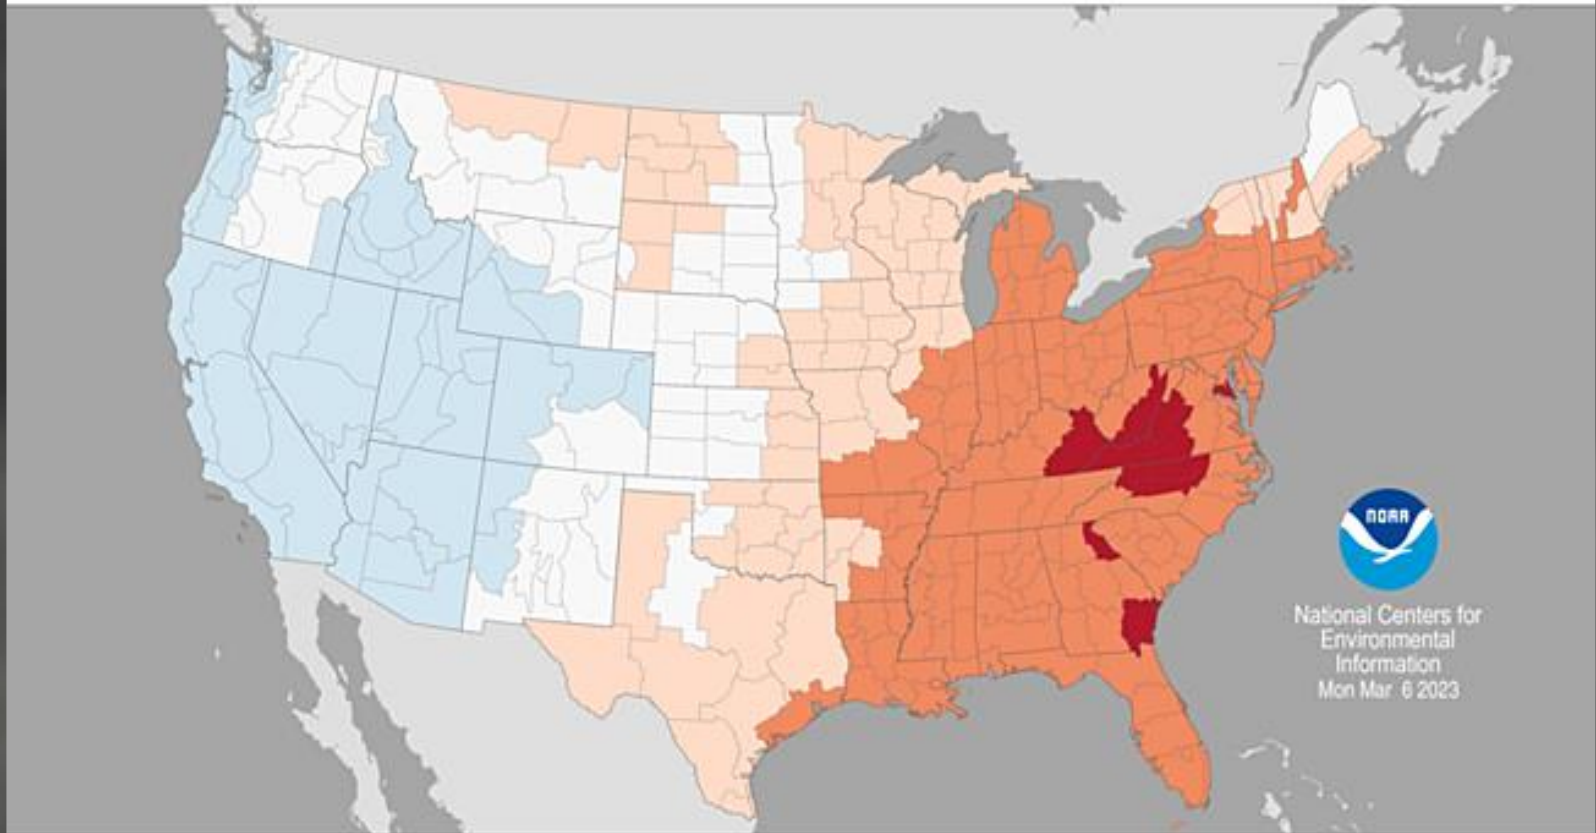 NOAA
National Centers for
Environmental
Information
Mon Mar 6 2023